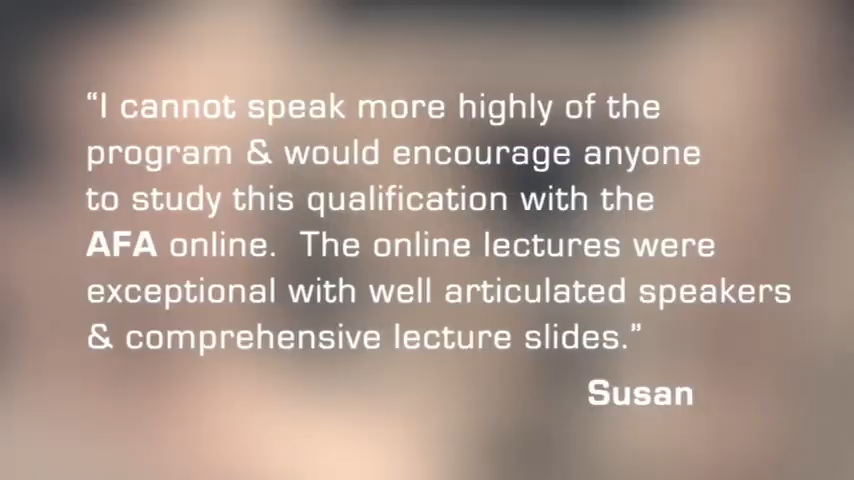 “I cannot speak more highly of the
program & would encourage anyone
to study this qualification with the
AFA online.  The online lectures were
exceptional with well articulated speakers
& comprehensive lecture slides.”
Susan